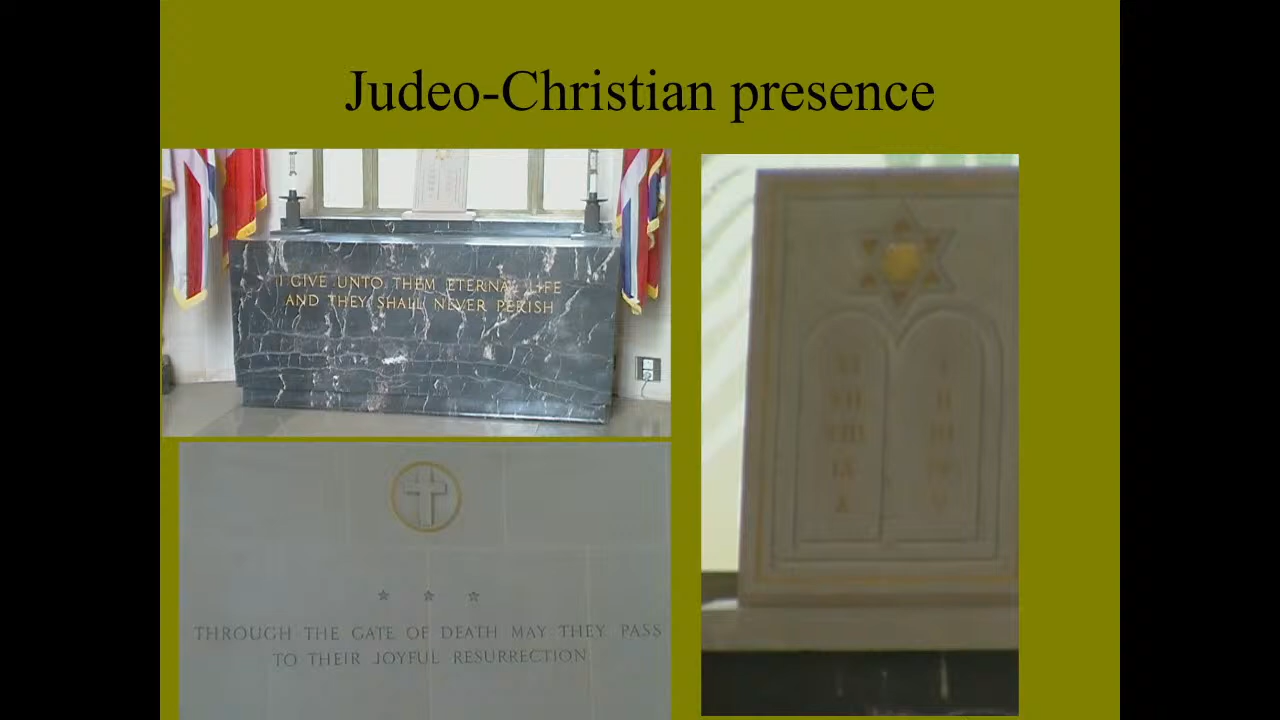 Judeo-Christian presence
I GIVE UNTO THEM ETERNAL LIFE
AND THEY SHALL NEVER PERISH
THROUGH THE GATE OF DEATH MAY THEY PASS
TO THEIR JOYFUL RESURRECTION